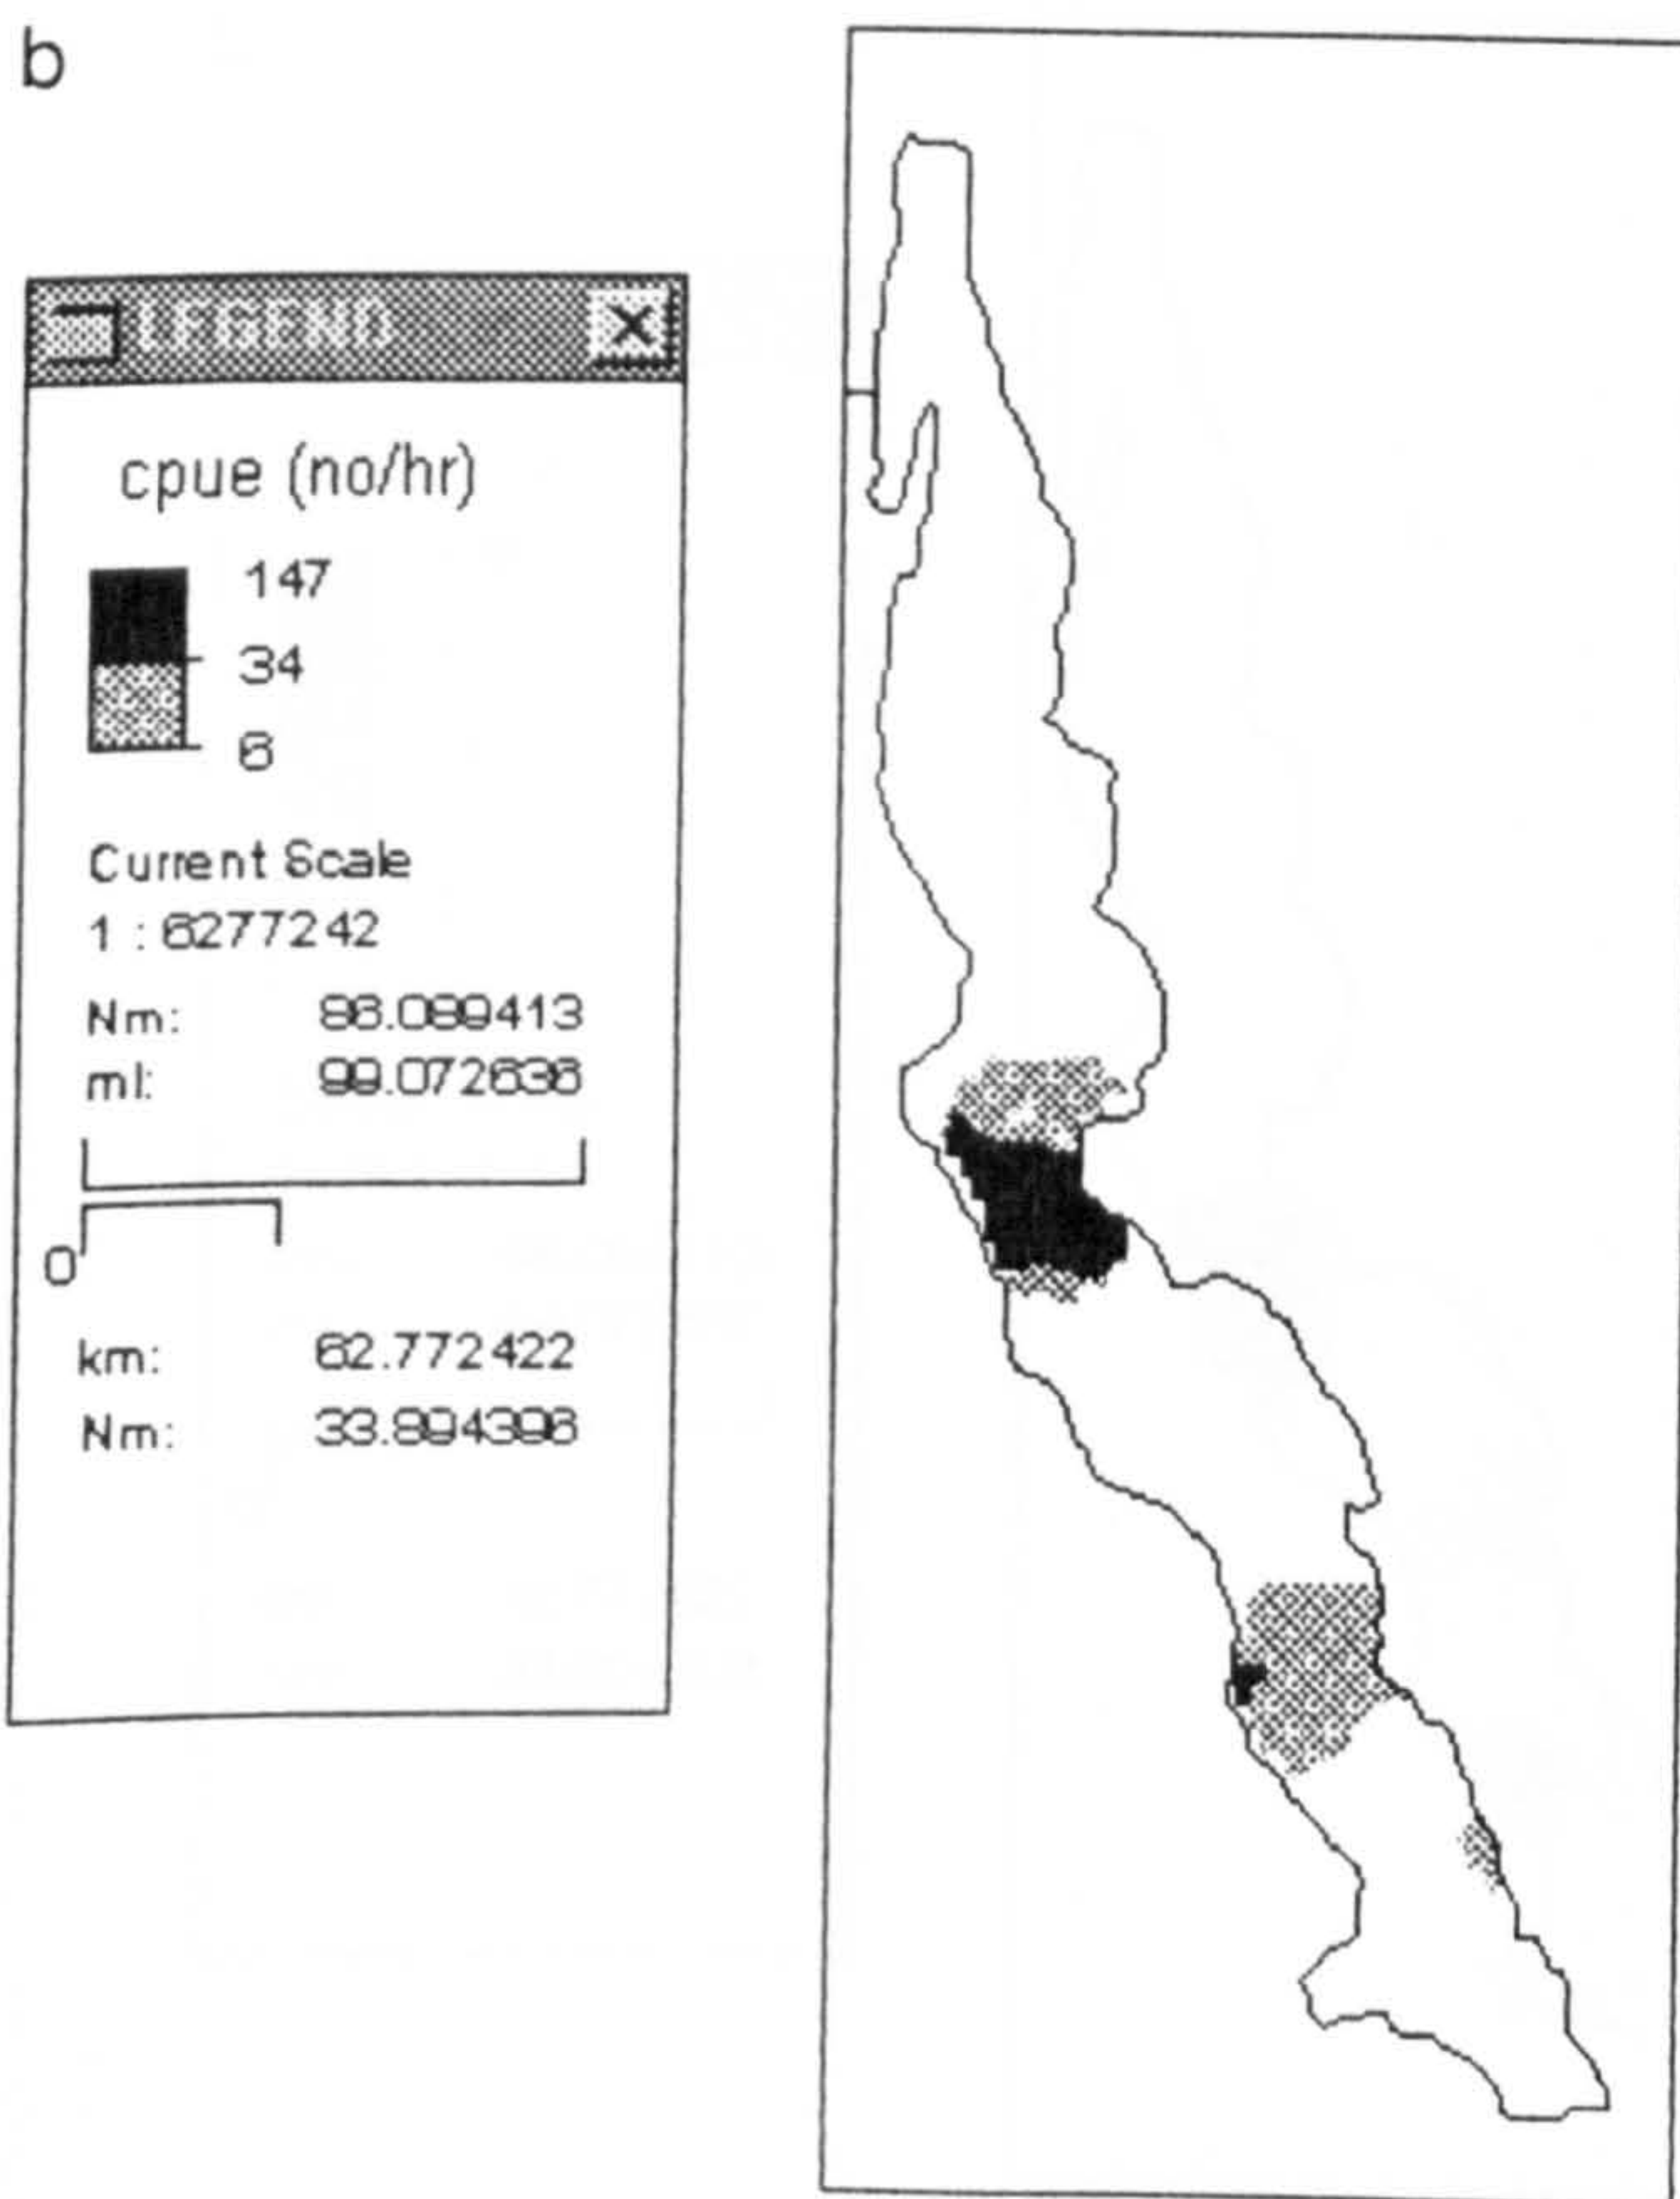 b
LEGEND
cpue (no/hr)
147
34
6
Current Scale
1 : 6277242
Nm: 86.089413
ml: 99.072636
0
km: 62.772422
Nm: 33.894396